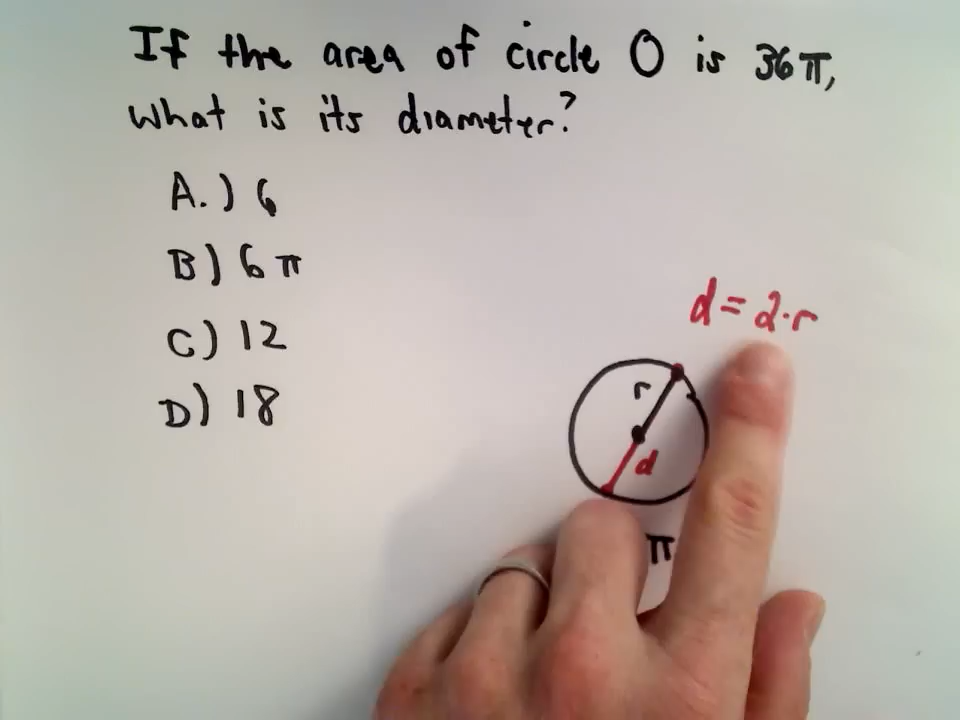 If the area of circle O is 36π,
what is its diameter?
A.) 6
B) 6π
C) 12
D) 18
d = 2·r
r
d
π